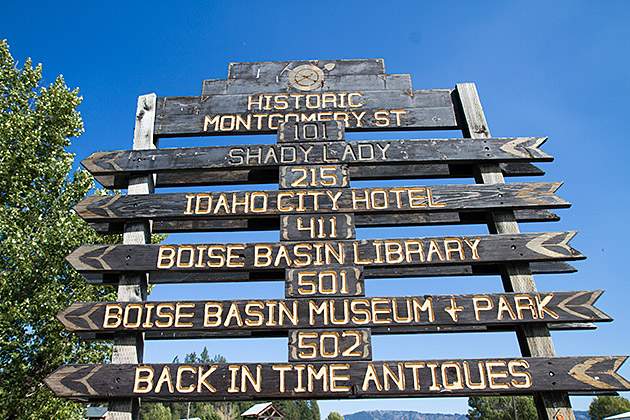 HISTORIC
MONTGOMERY ST
101
SHADY LADY
215
IDAHO CITY HOTEL
411
BOISE BASIN LIBRARY
501
BOISE BASIN MUSEUM + PARK
502
BACK IN TIME ANTIQUES